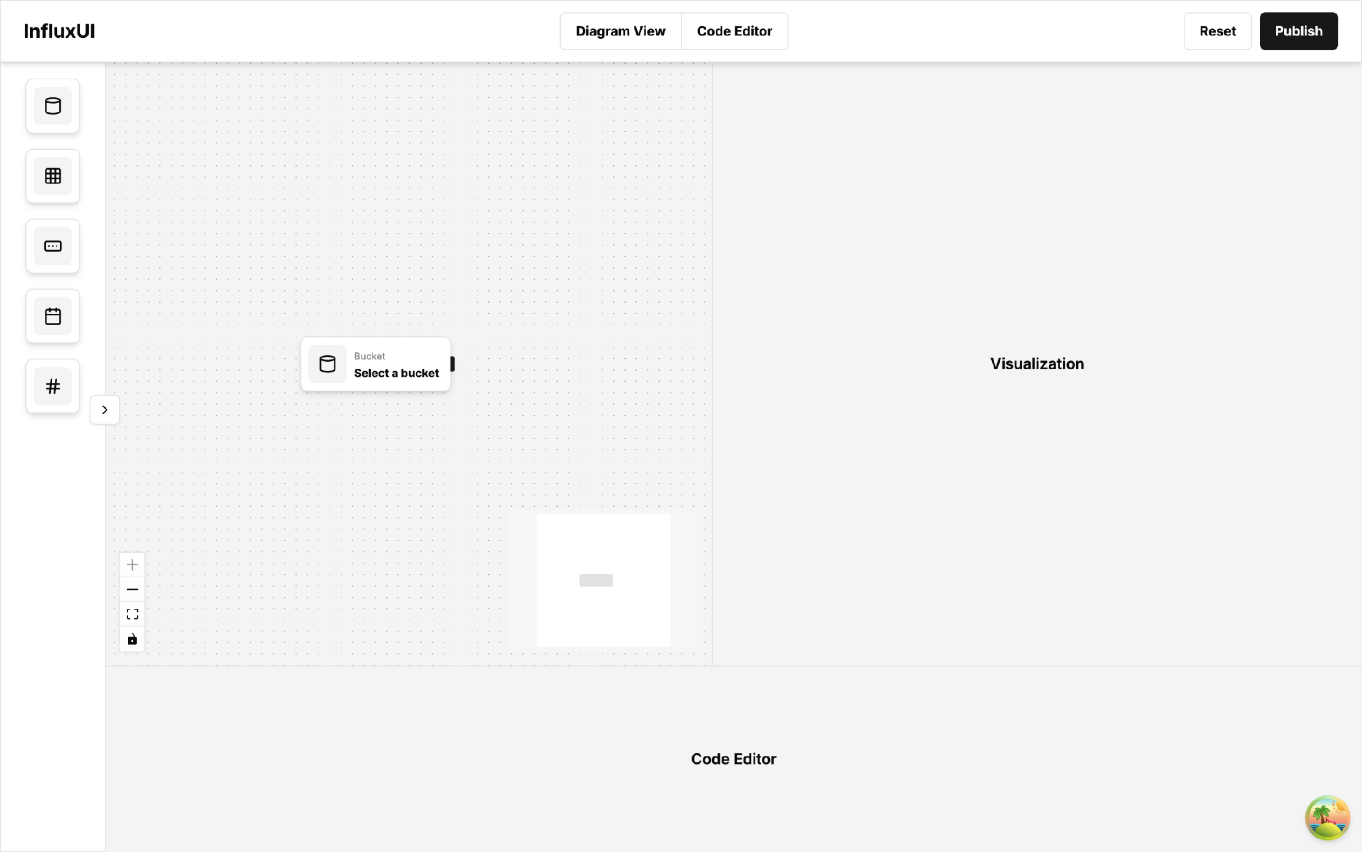 InfluxUI
Diagram View
Code Editor
Reset
Publish
Bucket
Select a bucket
Visualization
Code Editor